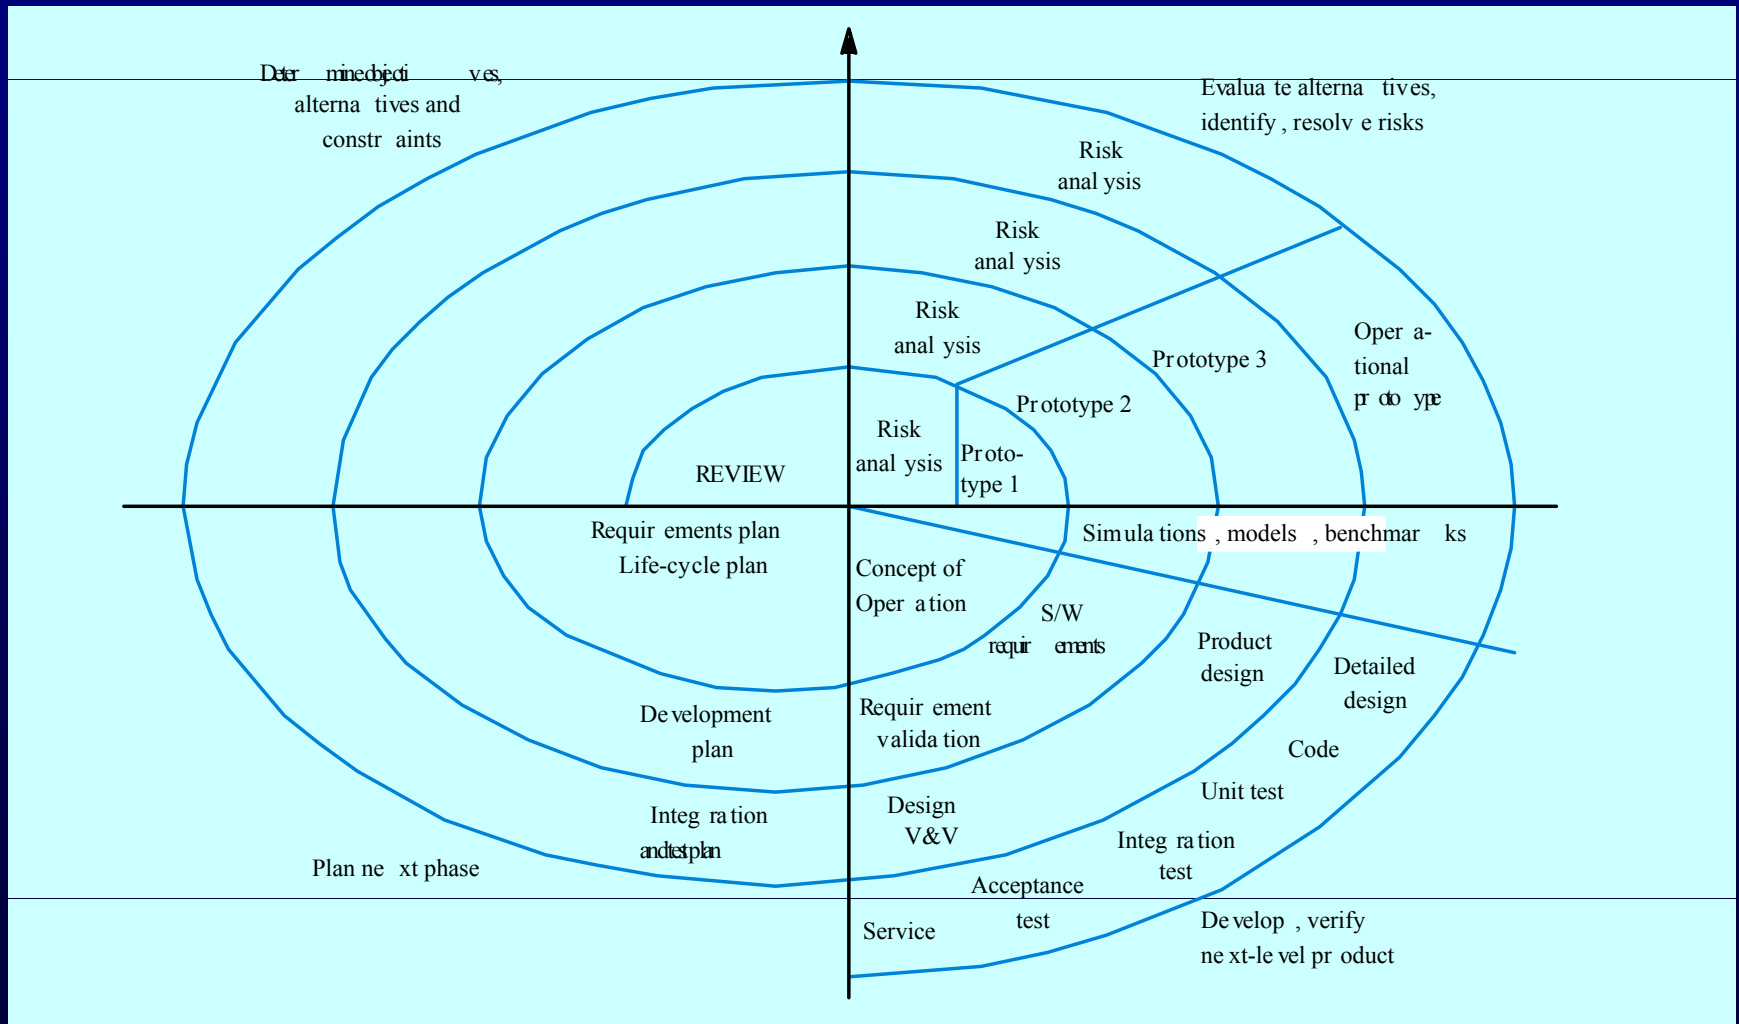 Determine objectives,
alternatives and
constraints
Evaluate alternatives,
identify, resolve risks
Risk
analysis
Risk
analysis
Risk
analysis
Risk
analysis
Proto-
type 1
Prototype 2
Prototype 3
Opera-
tional
prototype
REVIEW
Requirements plan
Life-cycle plan
Concept of
Operation
Simulations, models, benchmarks
S/W
requirements
Product
design
Detailed
design
Development
plan
Requirement
validation
Code
Unit test
Integration
and test plan
Design
V&V
Integration
test
Plan next phase
Acceptance
test
Service
Develop, verify
next-level product